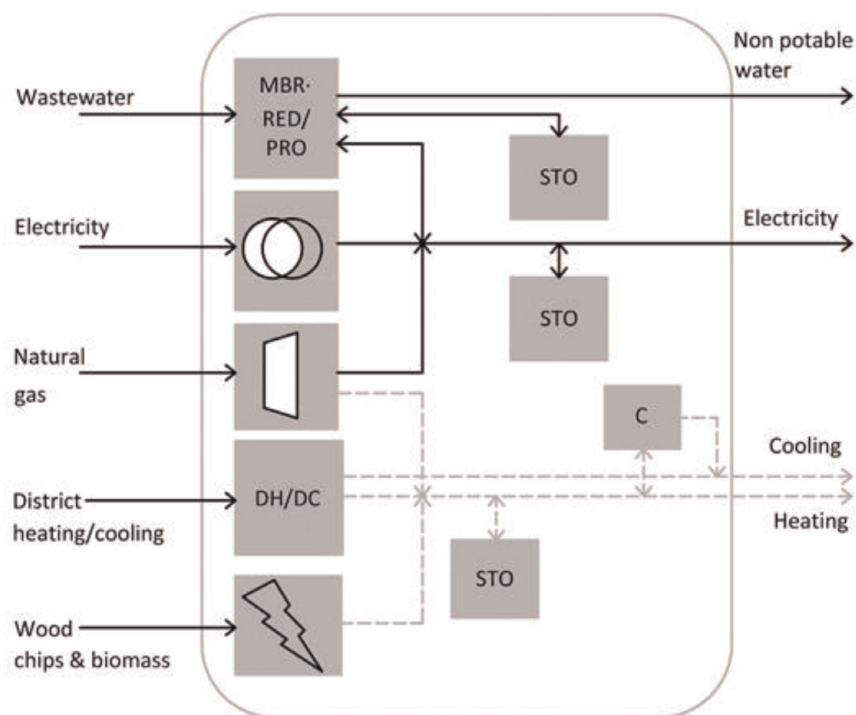 Non potable
water
Wastewater
MBR·
RED/
PRO
STO
Electricity
Electricity
STO
Natural
gas
C
Cooling
District
heating/cooling
DH/DC
Heating
STO
Wood
chips & biomass